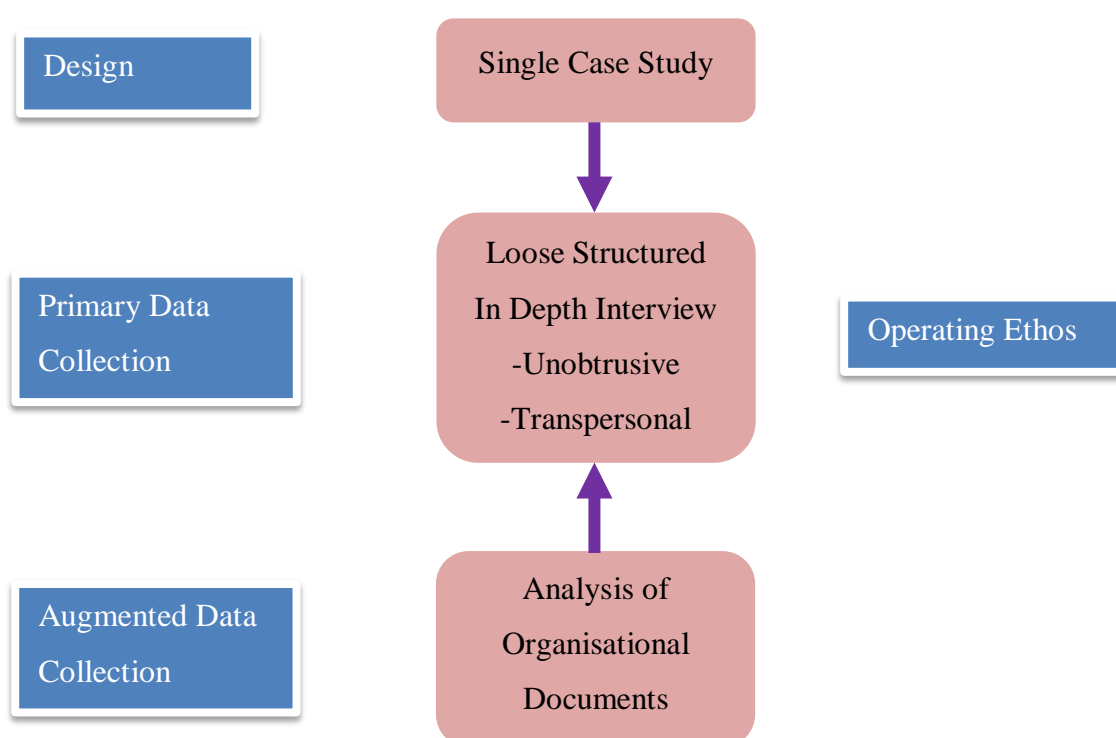 Design
Single Case Study
Primary Data
Collection
Loose Structured
In Depth Interview
-Unobtrusive
-Transpersonal
Operating Ethos
Augmented Data
Collection
Analysis of
Organisational
Documents